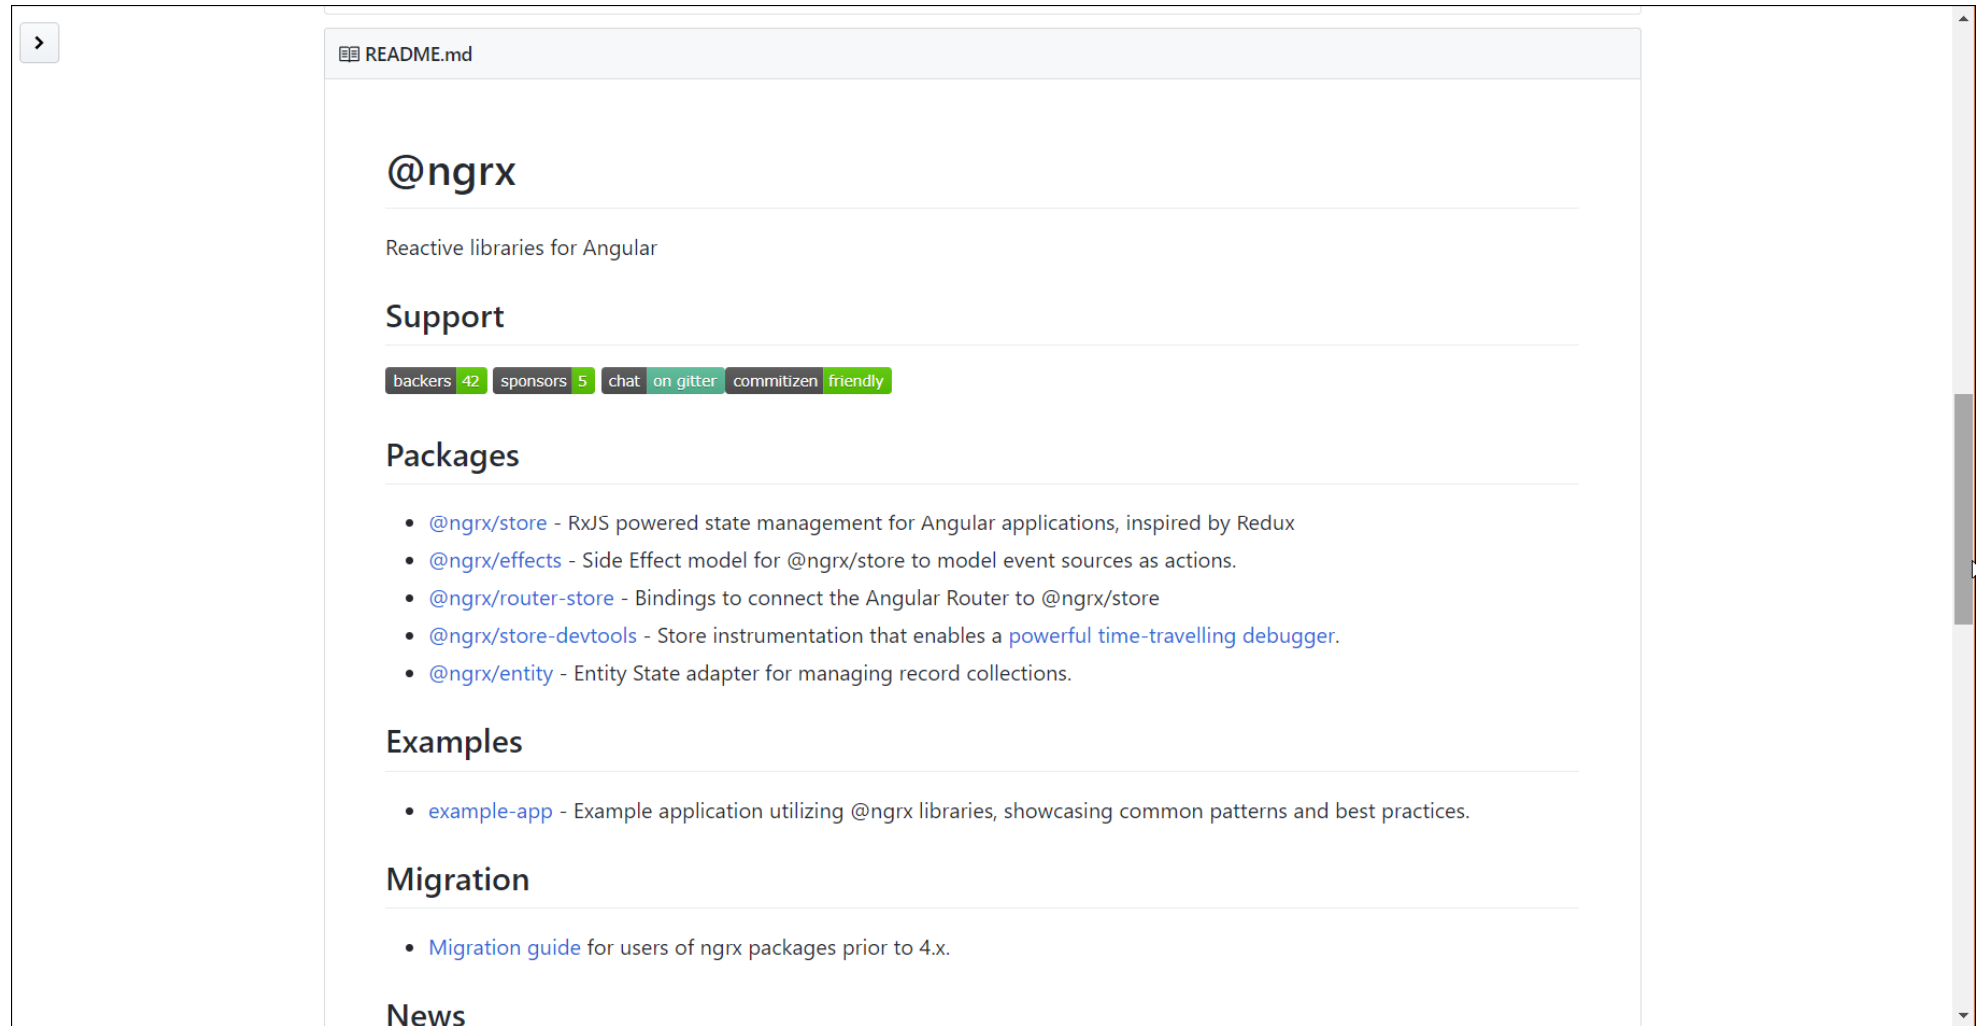 README.md
@ngrx
Reactive libraries for Angular
Support
backers 42 sponsors 5 chat on gitter commitizen friendly
Packages
@ngrx/store - RxJS powered state management for Angular applications, inspired by Redux
@ngrx/effects - Side Effect model for @ngrx/store to model event sources as actions.
@ngrx/router-store - Bindings to connect the Angular Router to @ngrx/store
@ngrx/store-devtools - Store instrumentation that enables a powerful time-travelling debugger.
@ngrx/entity - Entity State adapter for managing record collections.
Examples
example-app - Example application utilizing @ngrx libraries, showcasing common patterns and best practices.
Migration
Migration guide for users of ngrx packages prior to 4.x.
News